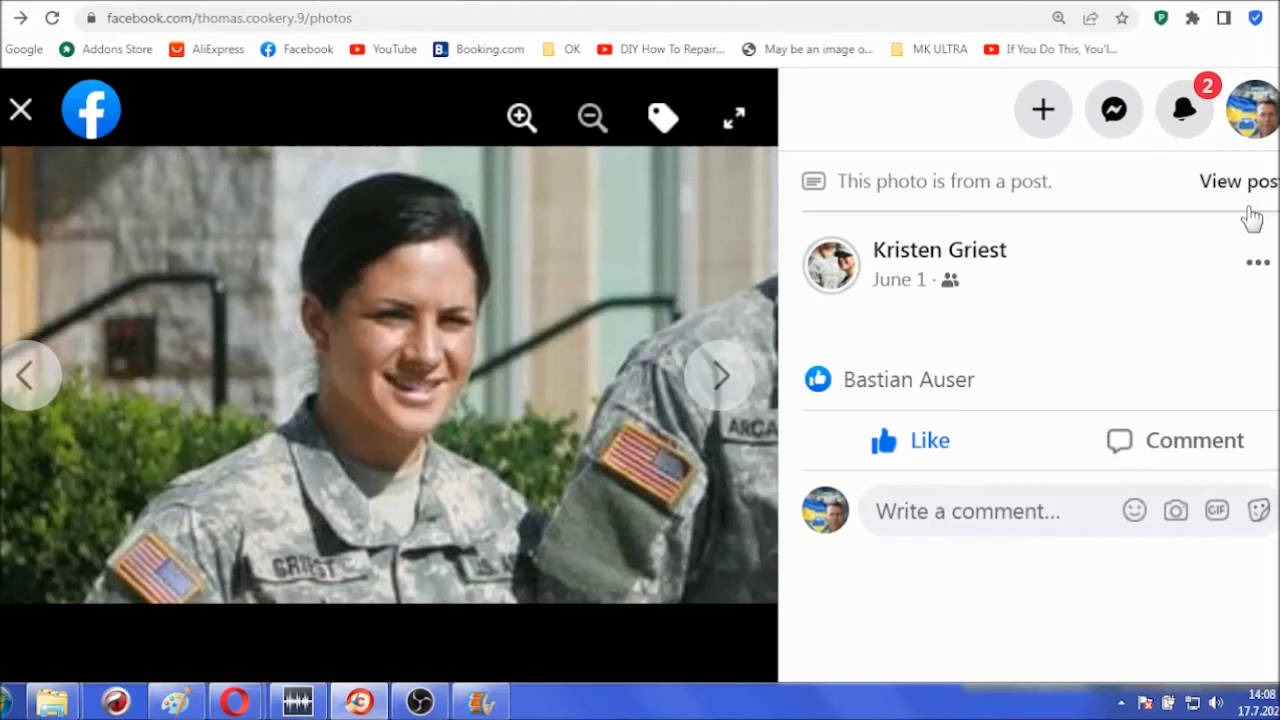 facebook.com/thomas.cookery.9/photos
Google Addons Store AliExpress Facebook YouTube Booking.com OK DIY How To Repair... May be an image o... MK ULTRA If You Do This, You'l...
2
This photo is from a post. View pos
Kristen Griest
June 1 ·
Bastian Auser
Like Comment
Write a comment... GIF
ARCA
GRIEST U.S. A
14:08
17.7.202